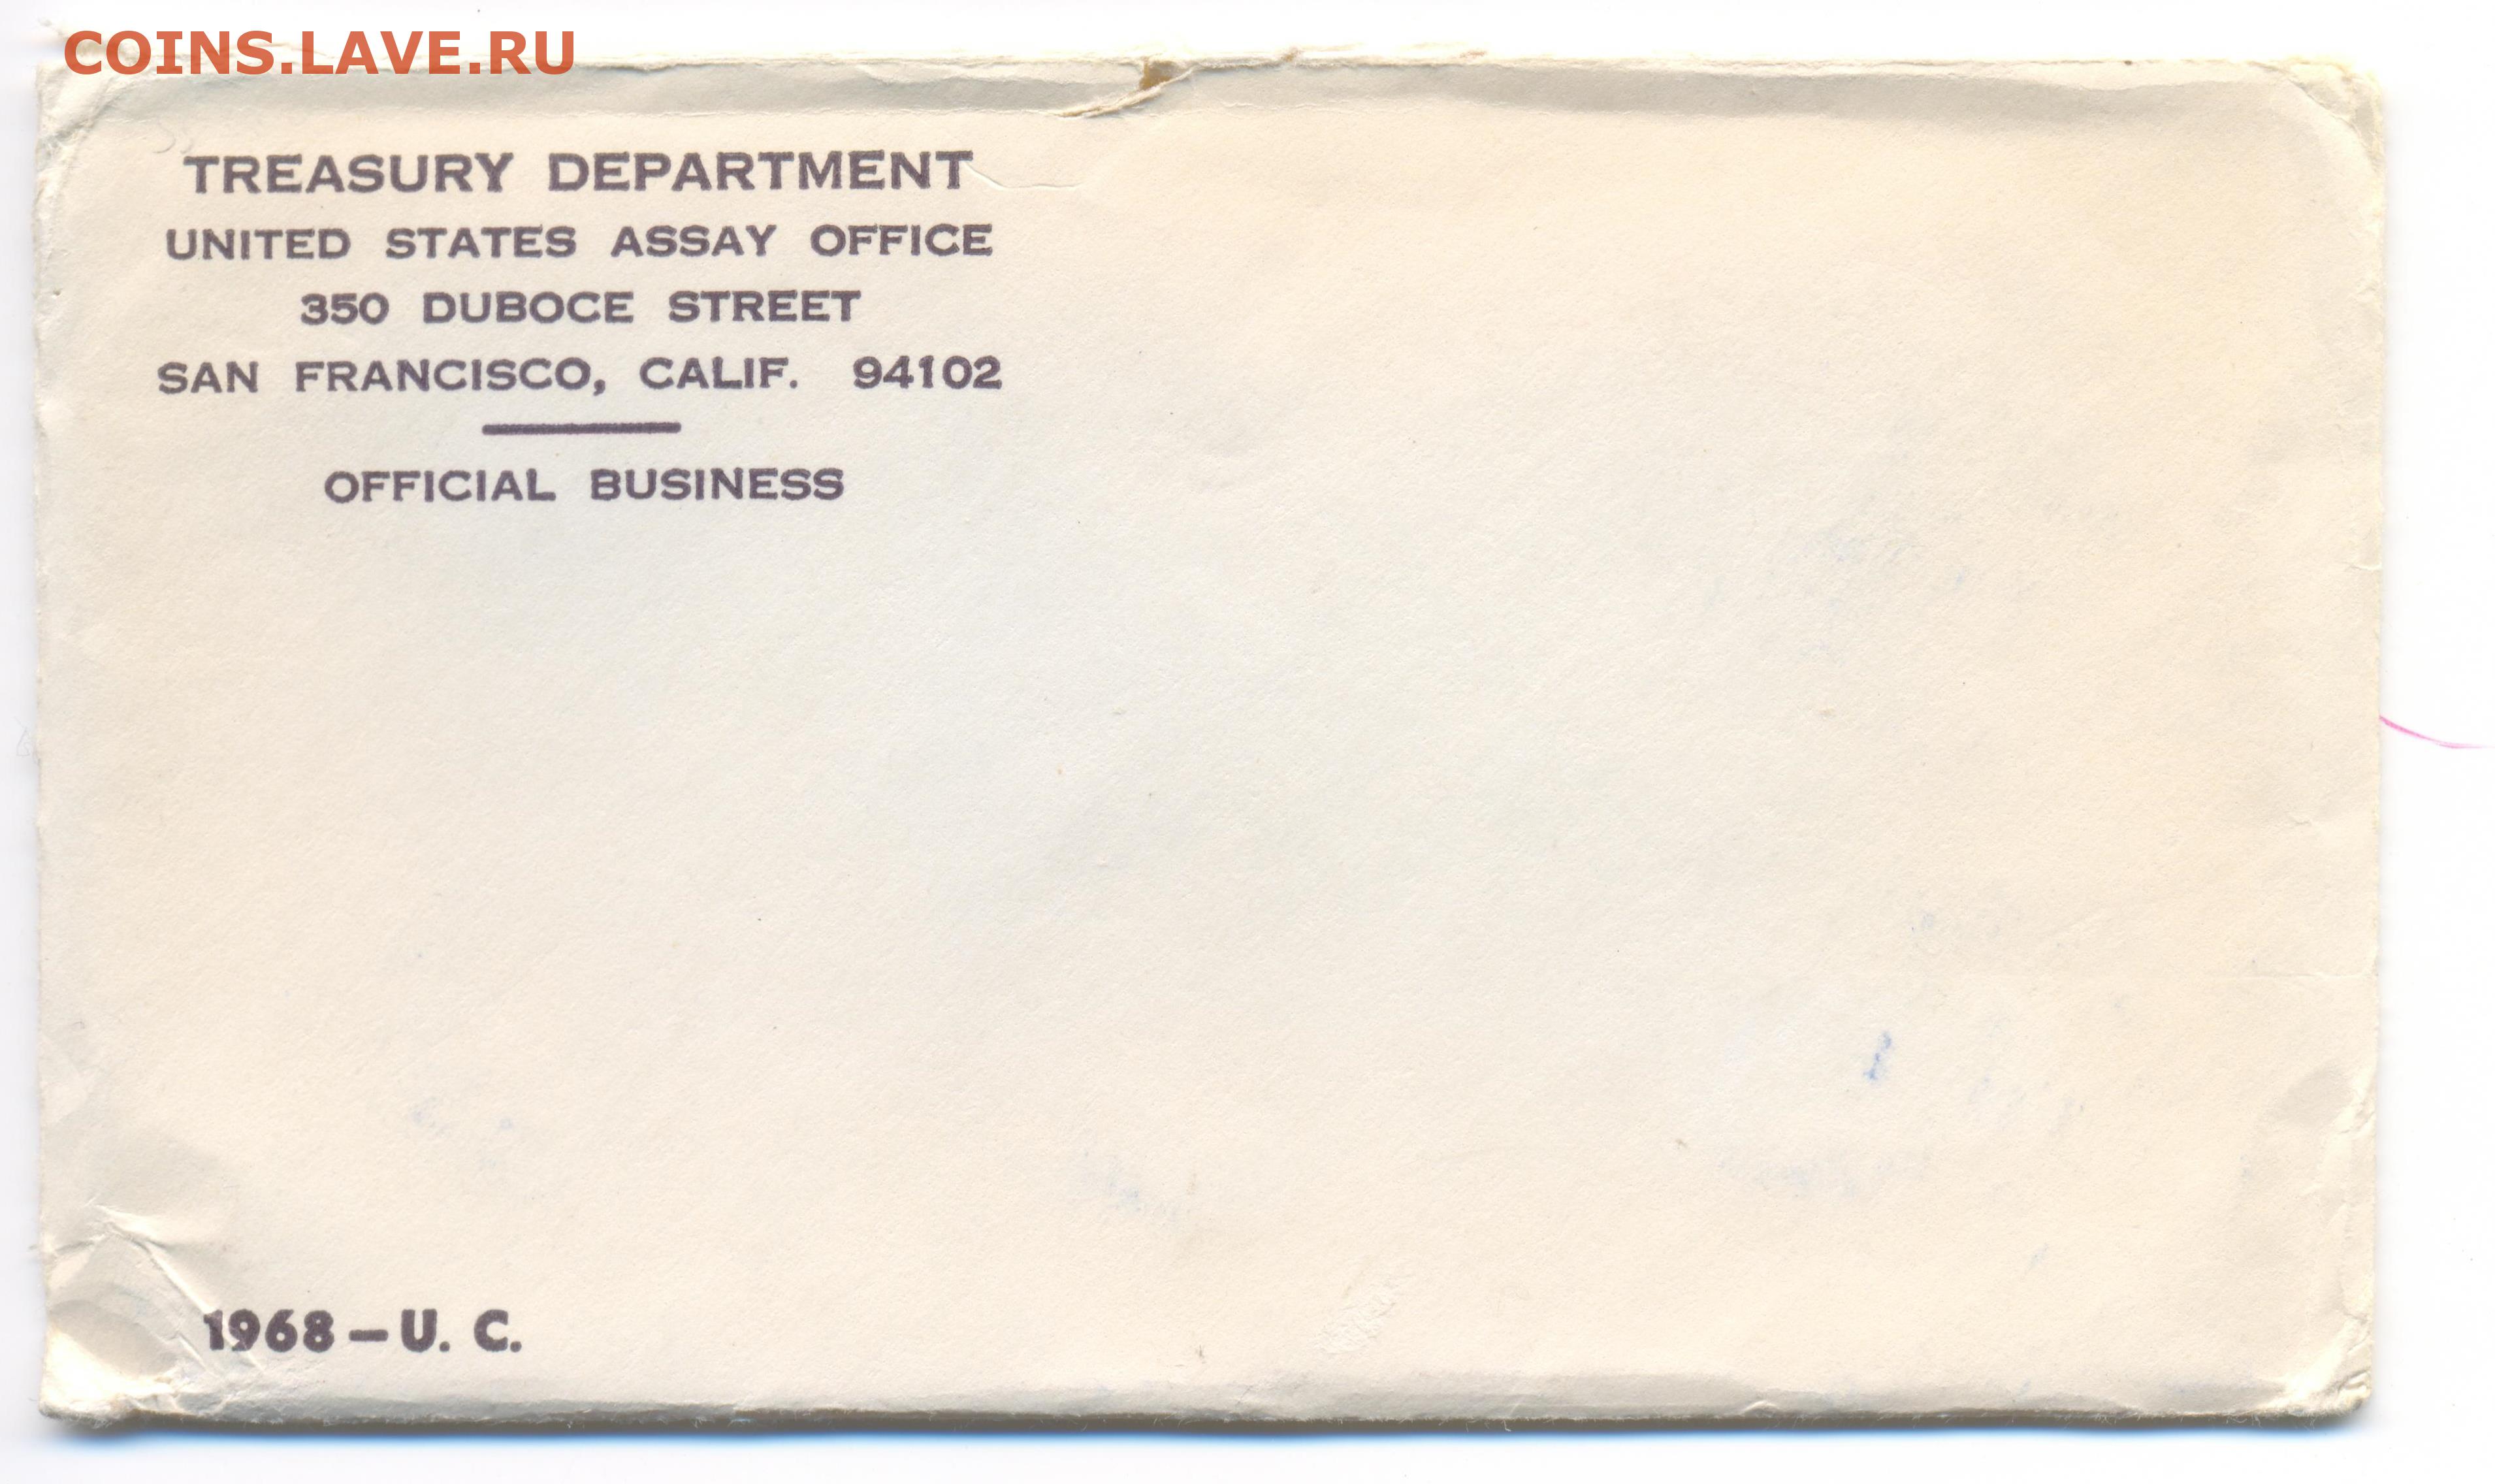 COINS.LAVE.RU
TREASURY DEPARTMENT
UNITED STATES ASSAY OFFICE
350 DUBOCE STREET
SAN FRANCISCO, CALIF. 94102
OFFICIAL BUSINESS
1968 – U. C.